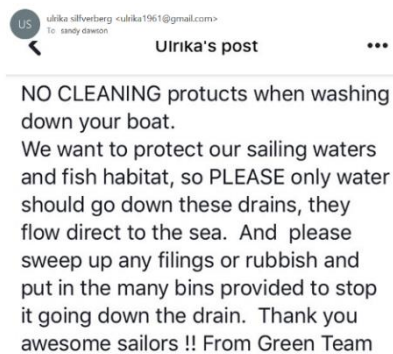 US
ulrika silfverberg <ulrika1961@gmail.com>
To sandy dawson
Ulrika's post
NO CLEANING protucts when washing
down your boat.
We want to protect our sailing waters
and fish habitat, so PLEASE only water
should go down these drains, they
flow direct to the sea.  And  please
sweep up any filings or rubbish and
put in the many bins provided to stop
it going down the drain.  Thank you
awesome sailors !! From Green Team